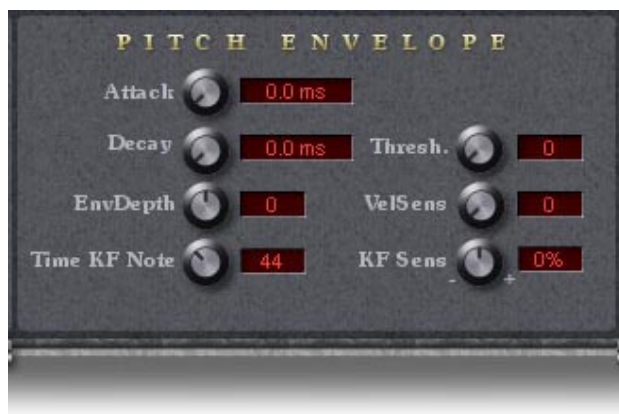 PITCH ENVELOPE
Attack 0.0 ms
Decay 0.0 ms Thresh. 0
EnvDepth 0 VelSens 0
Time KF Note 44 KF Sens - + 0%